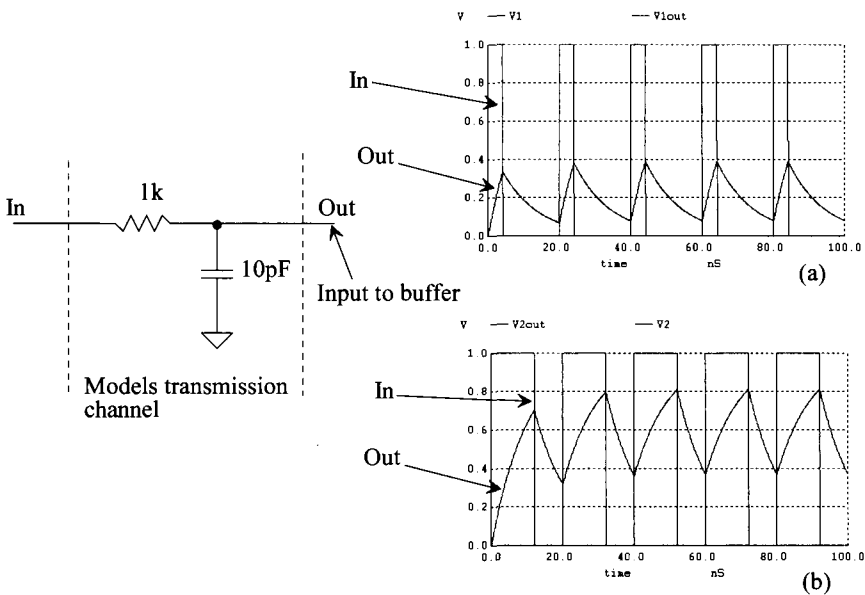 In
1k
10pF
Out
Input to buffer
Models transmission
channel
V V1 V1out
1.0
0.8
0.6
0.4
0.2
0.0
0.0 20.0 40.0 60.0 80.0 100.0
time nS
In
Out
(a)
V V2out V2
1.0
0.8
0.6
0.4
0.2
0.0
0.0 20.0 40.0 60.0 80.0 100.0
time nS
In
Out
(b)